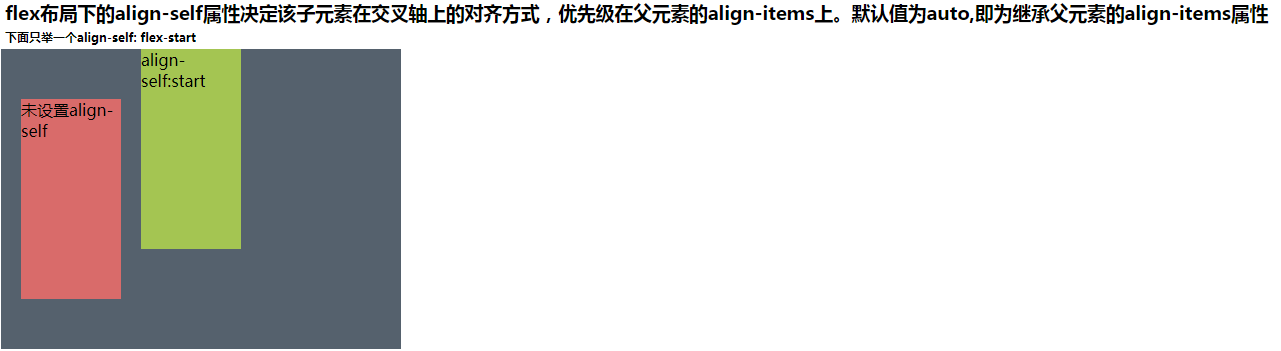 flex布局下的align-self属性决定该子元素在交叉轴上的对齐方式，优先级在父元素的align-items上。默认值为auto,即为继承父元素的align-items属性
下面只举一个align-self: flex-start
align-
self:start
未设置align-
self